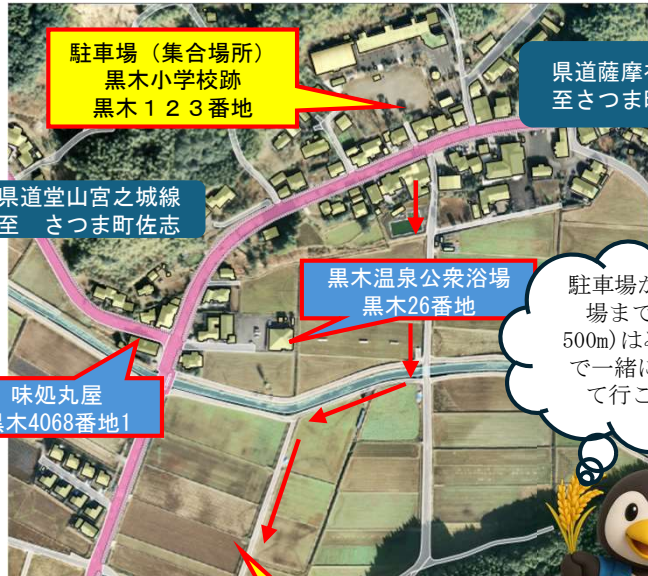 駐車場（集合場所）
黒木小学校跡
黒木１２３番地
県道薩摩
至さつま町
県道堂山宮之城線
至　さつま町佐志
黒木温泉公衆浴場
黒木26番地
駐車場か
場まで
500m)は
で一緒に
て行こ
味処丸屋
黒木4068番地1